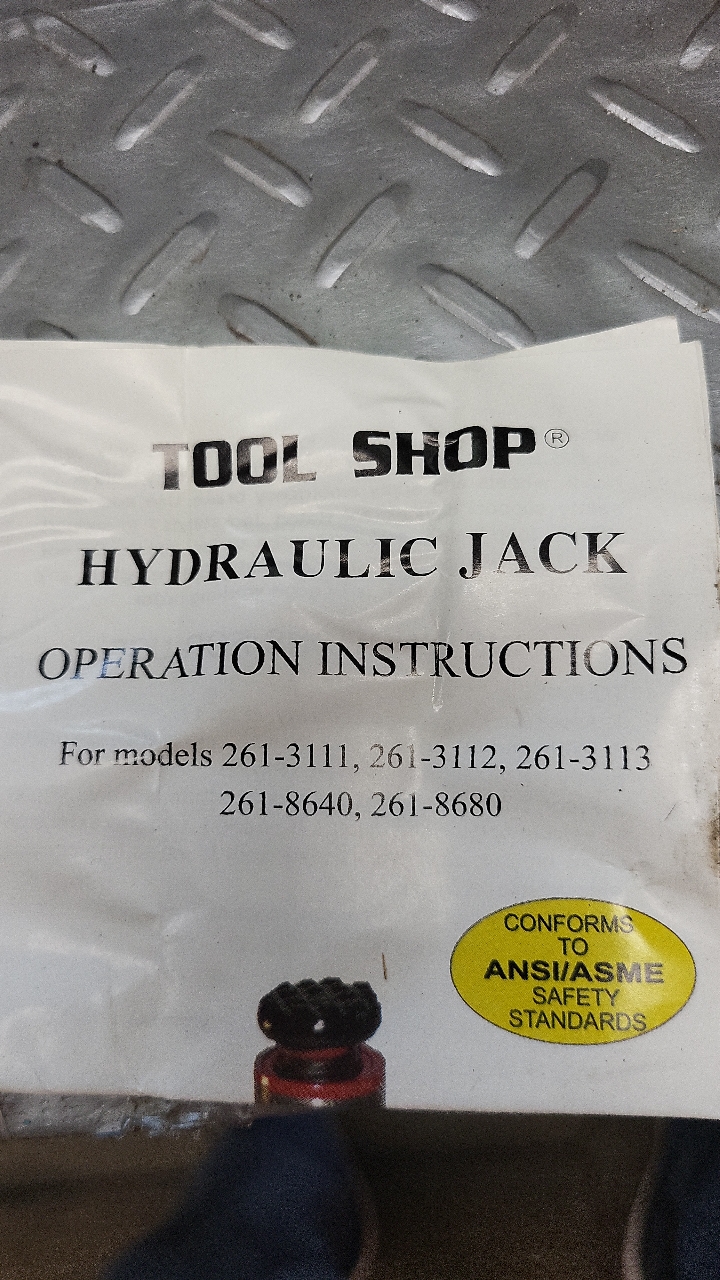 TOOL SHOP®
HYDRAULIC JACK
OPERATION INSTRUCTIONS
For models 261-3111, 261-3112, 261-3113
261-8640, 261-8680
CONFORMS
TO
ANSI/ASME
SAFETY
STANDARDS